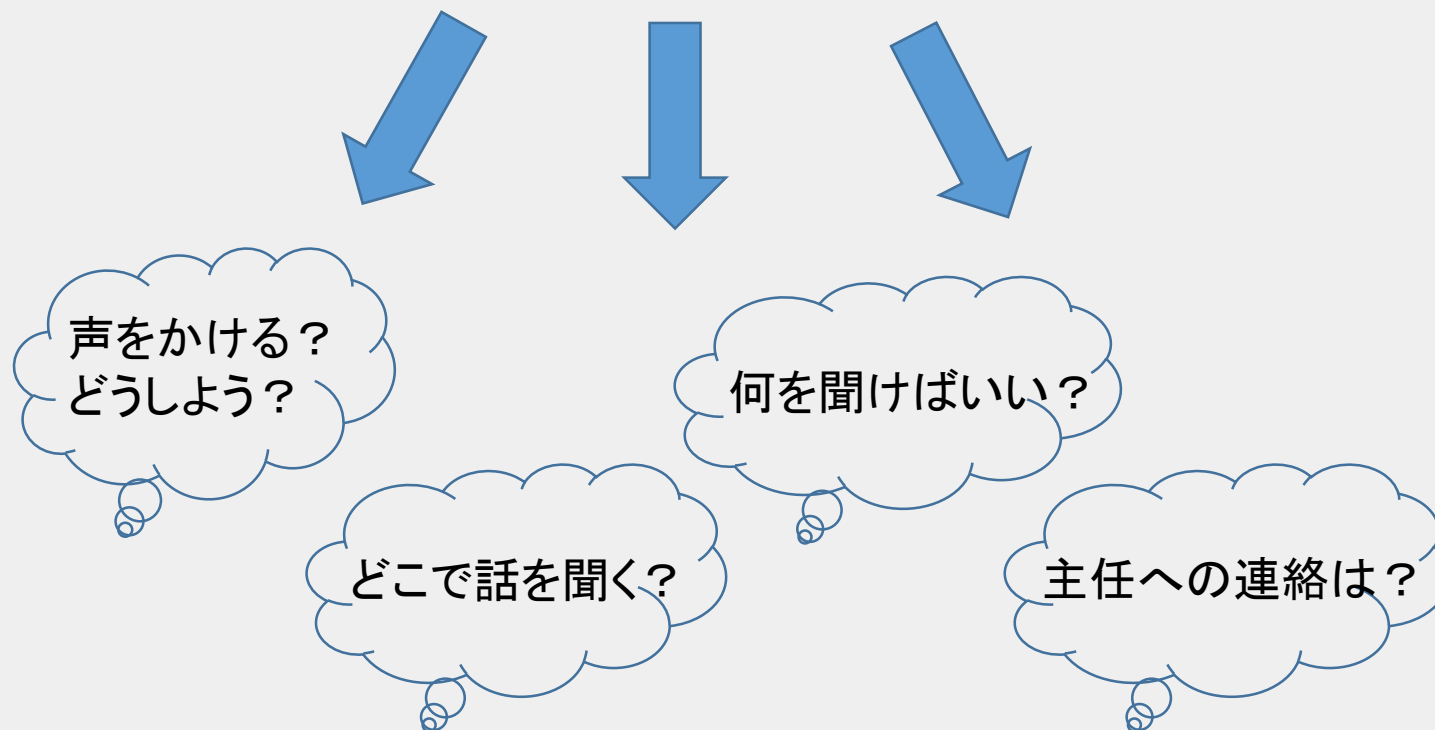 声をかける？
どうしよう？
何を聞けばいい？
どこで話を聞く？
主任への連絡は？